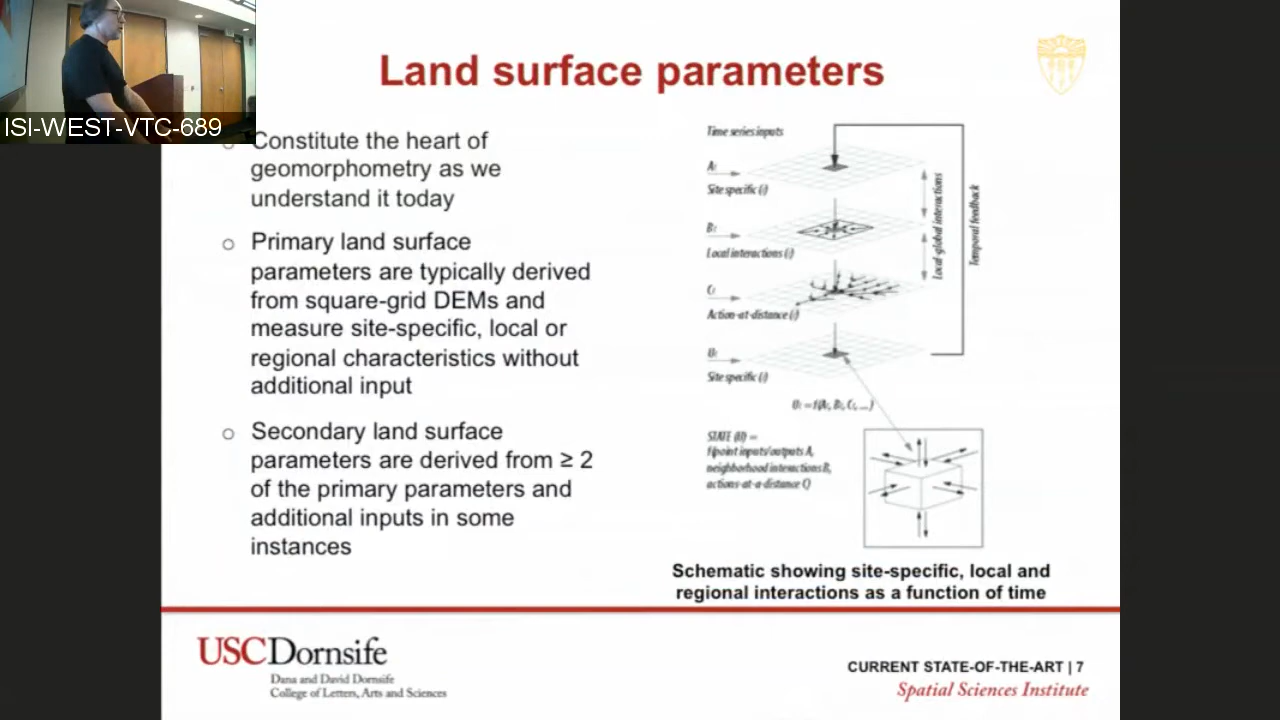 ISI-WEST-VTC-689
Land surface parameters
Constitute the heart of
geomorphometry as we
understand it today
Primary land surface
parameters are typically derived
from square-grid DEMs and
measure site-specific, local or
regional characteristics without
additional input
Secondary land surface
parameters are derived from ≥ 2
of the primary parameters and
additional inputs in some
instances
Time series inputs
Site specific (i)
Local interactions (i)
Action-at-distance (i)
Site specific (i)
Local-global interactions
Temporal feedback
STATE (U) =
f(point inputs/outputs A,
neighborhood interactions B,
actions-at-a-distance C)
Schematic showing site-specific, local and
regional interactions as a function of time
USCDornsife
Dana and David Dornsife
College of Letters, Arts and Sciences
CURRENT STATE-OF-THE-ART | 7
Spatial Sciences Institute